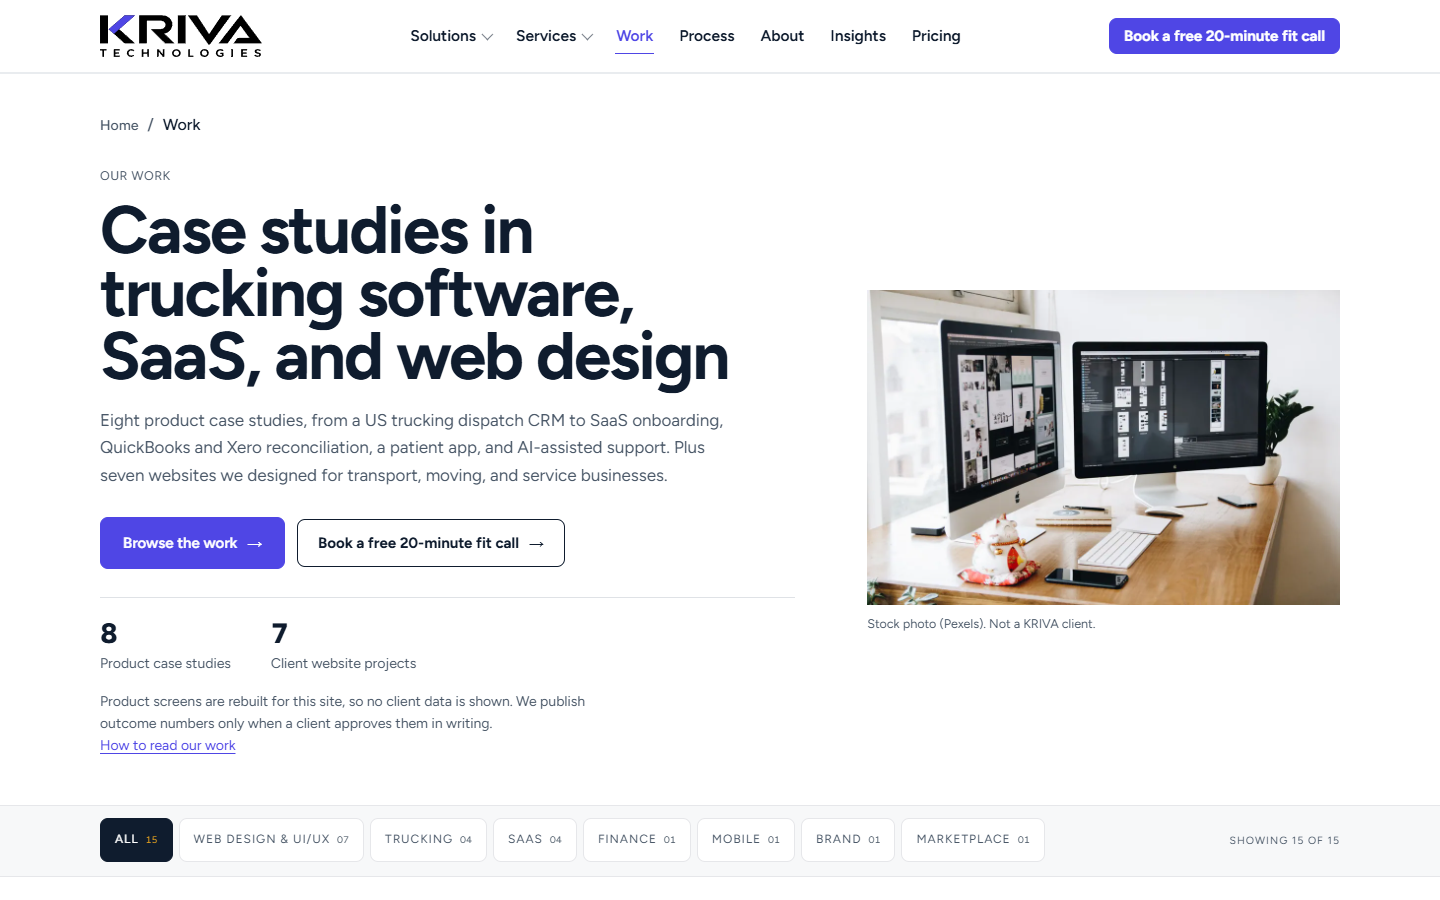 KRIVA
TECHNOLOGIES
Solutions
Services
Work
Process
About
Insights
Pricing
Book a free 20-minute fit call
Home / Work
OUR WORK
Case studies in
trucking software,
SaaS, and web design
Eight product case studies, from a US trucking dispatch CRM to SaaS onboarding,
QuickBooks and Xero reconciliation, a patient app, and AI-assisted support. Plus
seven websites we designed for transport, moving, and service businesses.
Browse the work →
Book a free 20-minute fit call →
8
Product case studies
7
Client website projects
Product screens are rebuilt for this site, so no client data is shown. We publish
outcome numbers only when a client approves them in writing.
How to read our work
Stock photo (Pexels). Not a KRIVA client.
ALL 15
WEB DESIGN & UI/UX 07
TRUCKING 04
SAAS 04
FINANCE 01
MOBILE 01
BRAND 01
MARKETPLACE 01
SHOWING 15 OF 15